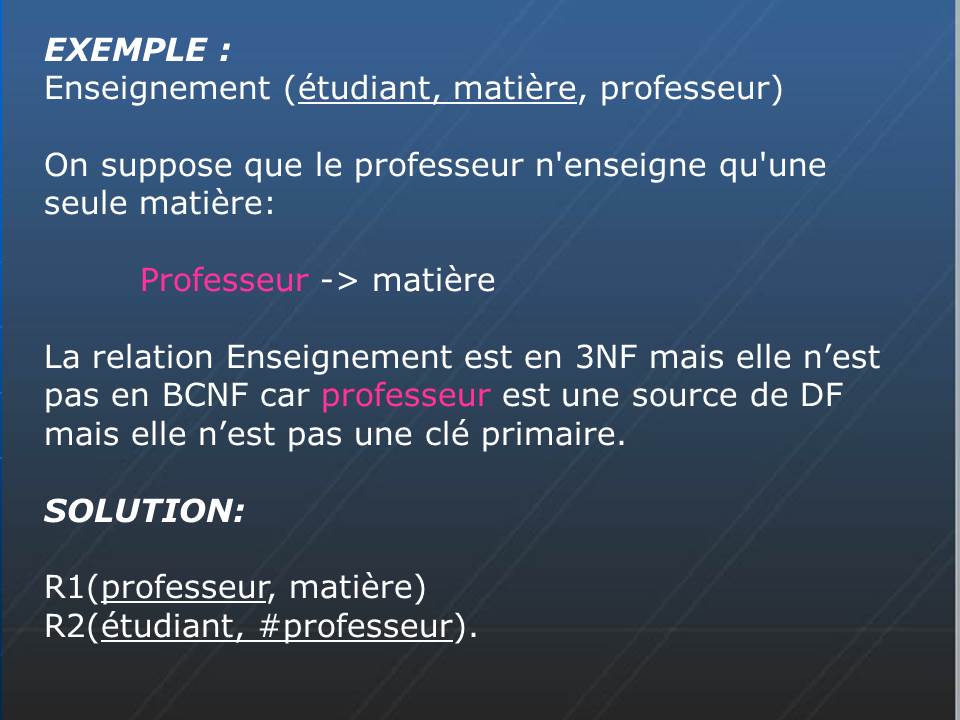 EXEMPLE :
Enseignement (étudiant, matière, professeur)
On suppose que le professeur n'enseigne qu'une
seule matière:
Professeur -> matière
La relation Enseignement est en 3NF mais elle n’est
pas en BCNF car professeur est une source de DF
mais elle n’est pas une clé primaire.
SOLUTION:
R1(professeur, matière)
R2(étudiant, #professeur).